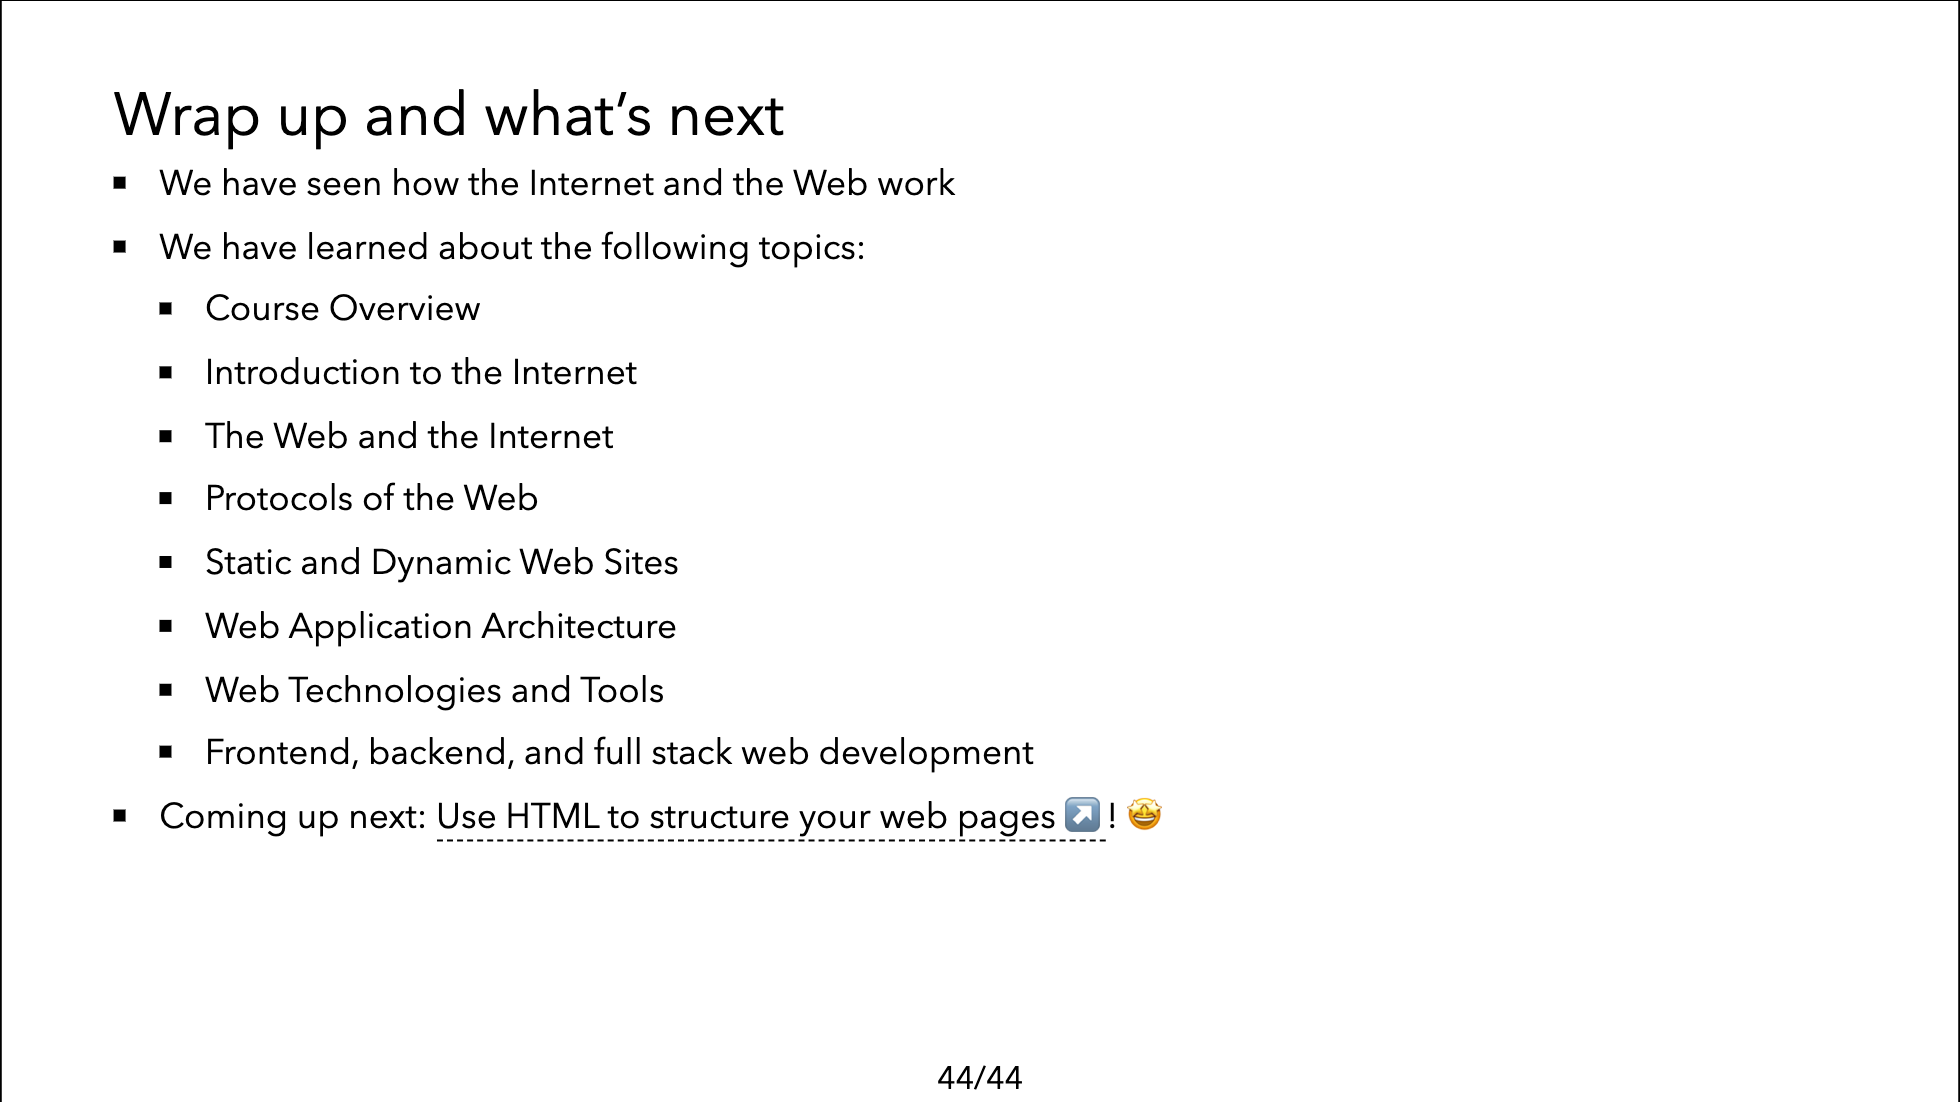 Wrap up and what’s next
▪ We have seen how the Internet and the Web work
▪ We have learned about the following topics:
▪ Course Overview
▪ Introduction to the Internet
▪ The Web and the Internet
▪ Protocols of the Web
▪ Static and Dynamic Web Sites
▪ Web Application Architecture
▪ Web Technologies and Tools
▪ Frontend, backend, and full stack web development
▪ Coming up next: Use HTML to structure your web pages ↗️! 🤩
44/44